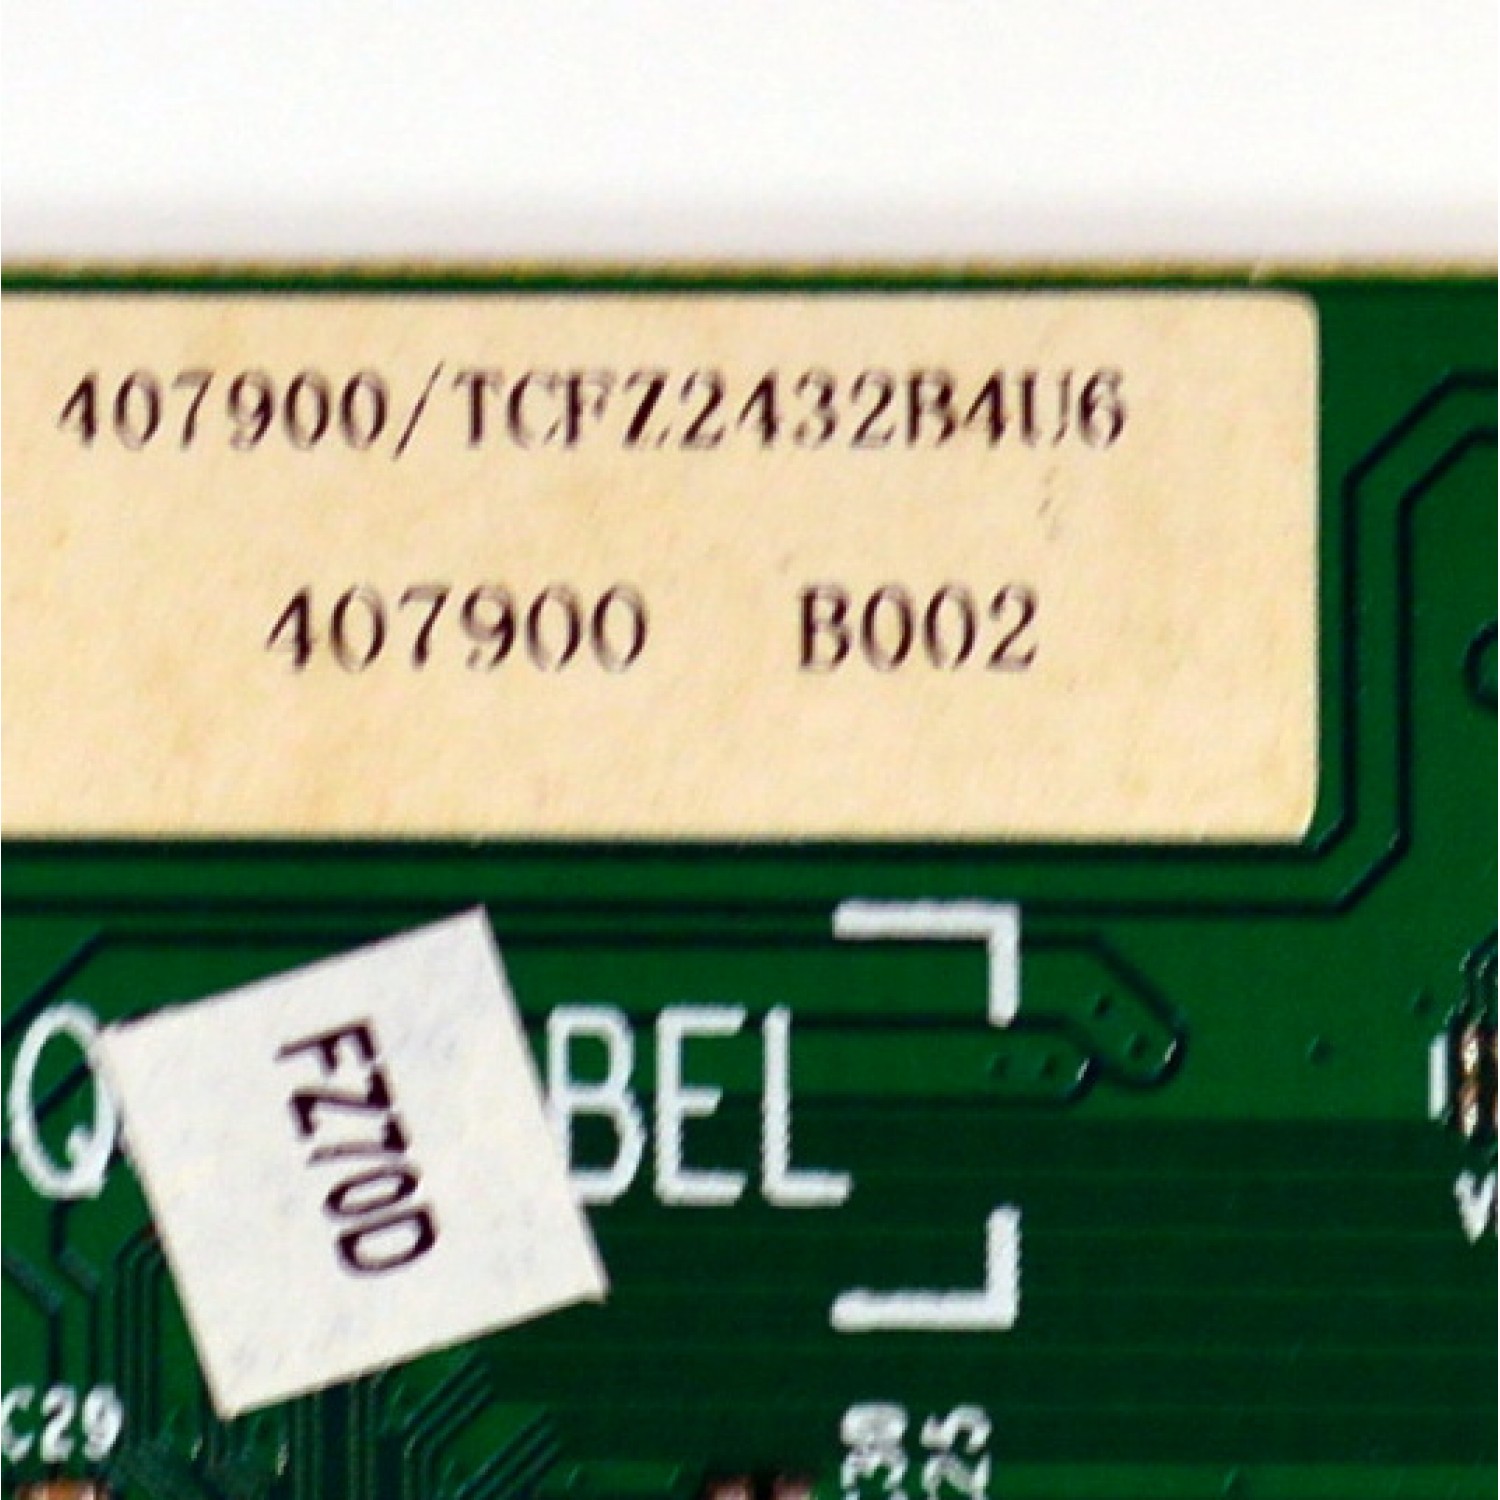 407900/TCFZ2432B4U6
407900 B002
Q BEL
FZ70D
C29